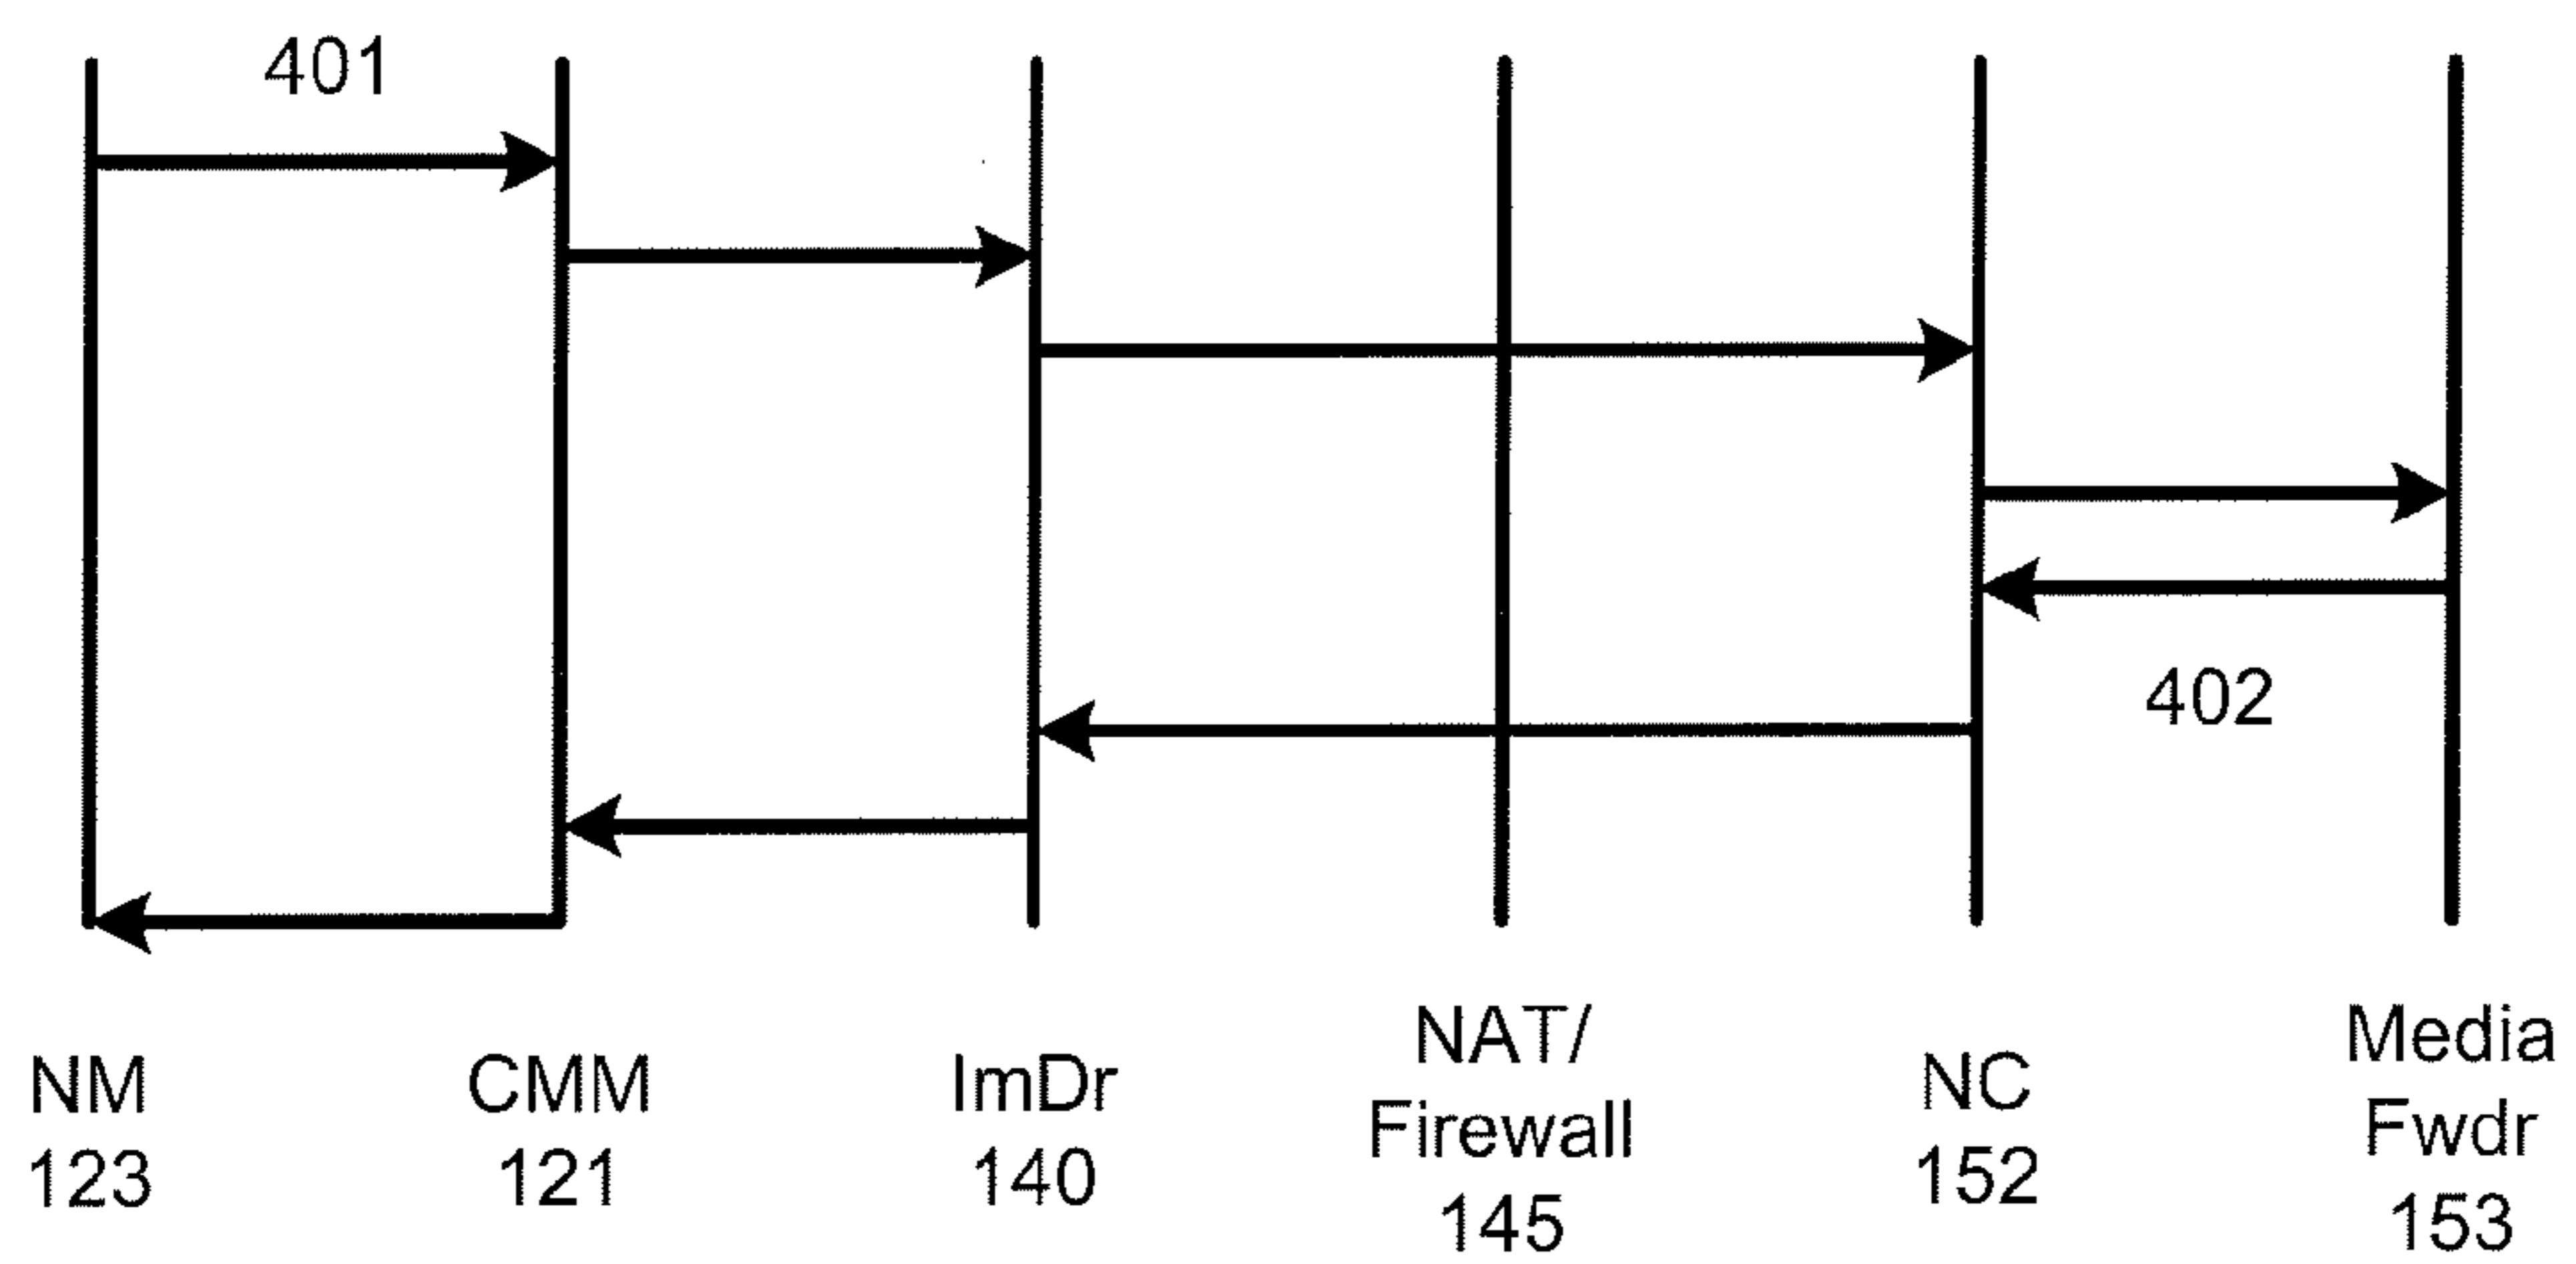 401
402
NM
123
CMM
121
ImDr
140
NAT/
Firewall
145
NC
152
Media
Fwdr
153